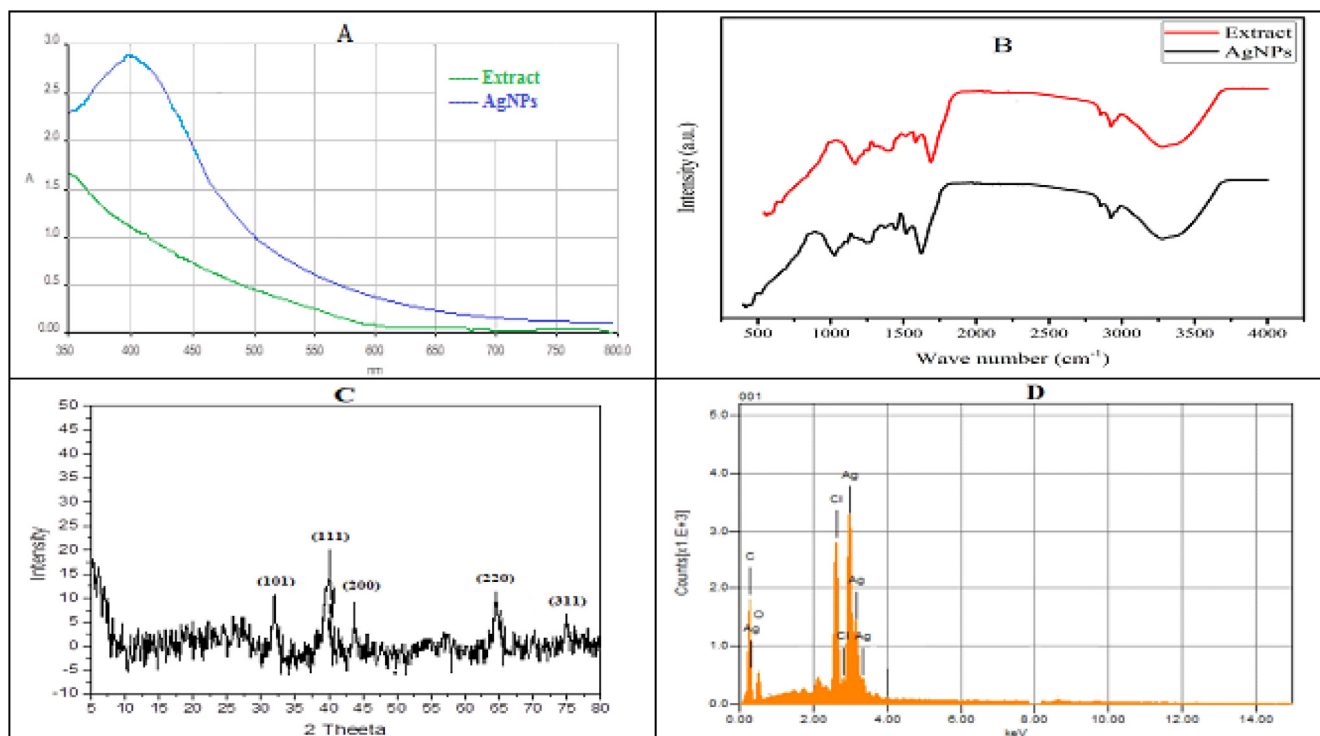 A
3.0
2.5
2.0
1.5
1.0
0.5
0.00
A
Extract
AgNPs
350 400 450 500 550 600 650 700 750 800.0
nm
B
Extract
AgNPs
Intensity (a.u.)
500 1000 1500 2000 2500 3000 3500 4000
Wave number (cm⁻¹)
C
50
45
40
35
30
25
20
15
10
5
0
-5
-10
Intensity
(101)
(111)
(200)
(220)
(311)
5 10 15 20 25 30 35 40 45 50 55 60 65 70 75 80
2 Theeta
D
001
6.0
4.0
3.0
2.0
1.0
0.0
Counts[x1 E+3]
C
O
Ag
Cl
Cl
Ag
Ag
Ag
0.00 2.00 4.00 6.00 8.00 10.00 12.00 14.00
keV